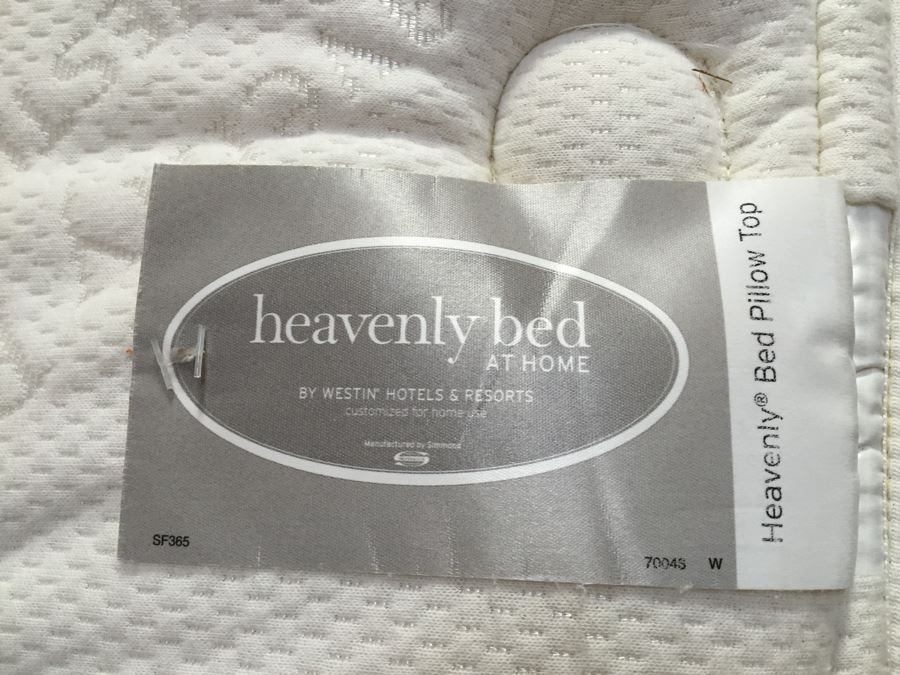 heavenly bed
AT HOME
BY WESTIN® HOTELS & RESORTS
customized for home use
Manufactured by Simmons
SF365
70048 W
Heavenly® Bed Pillow Top